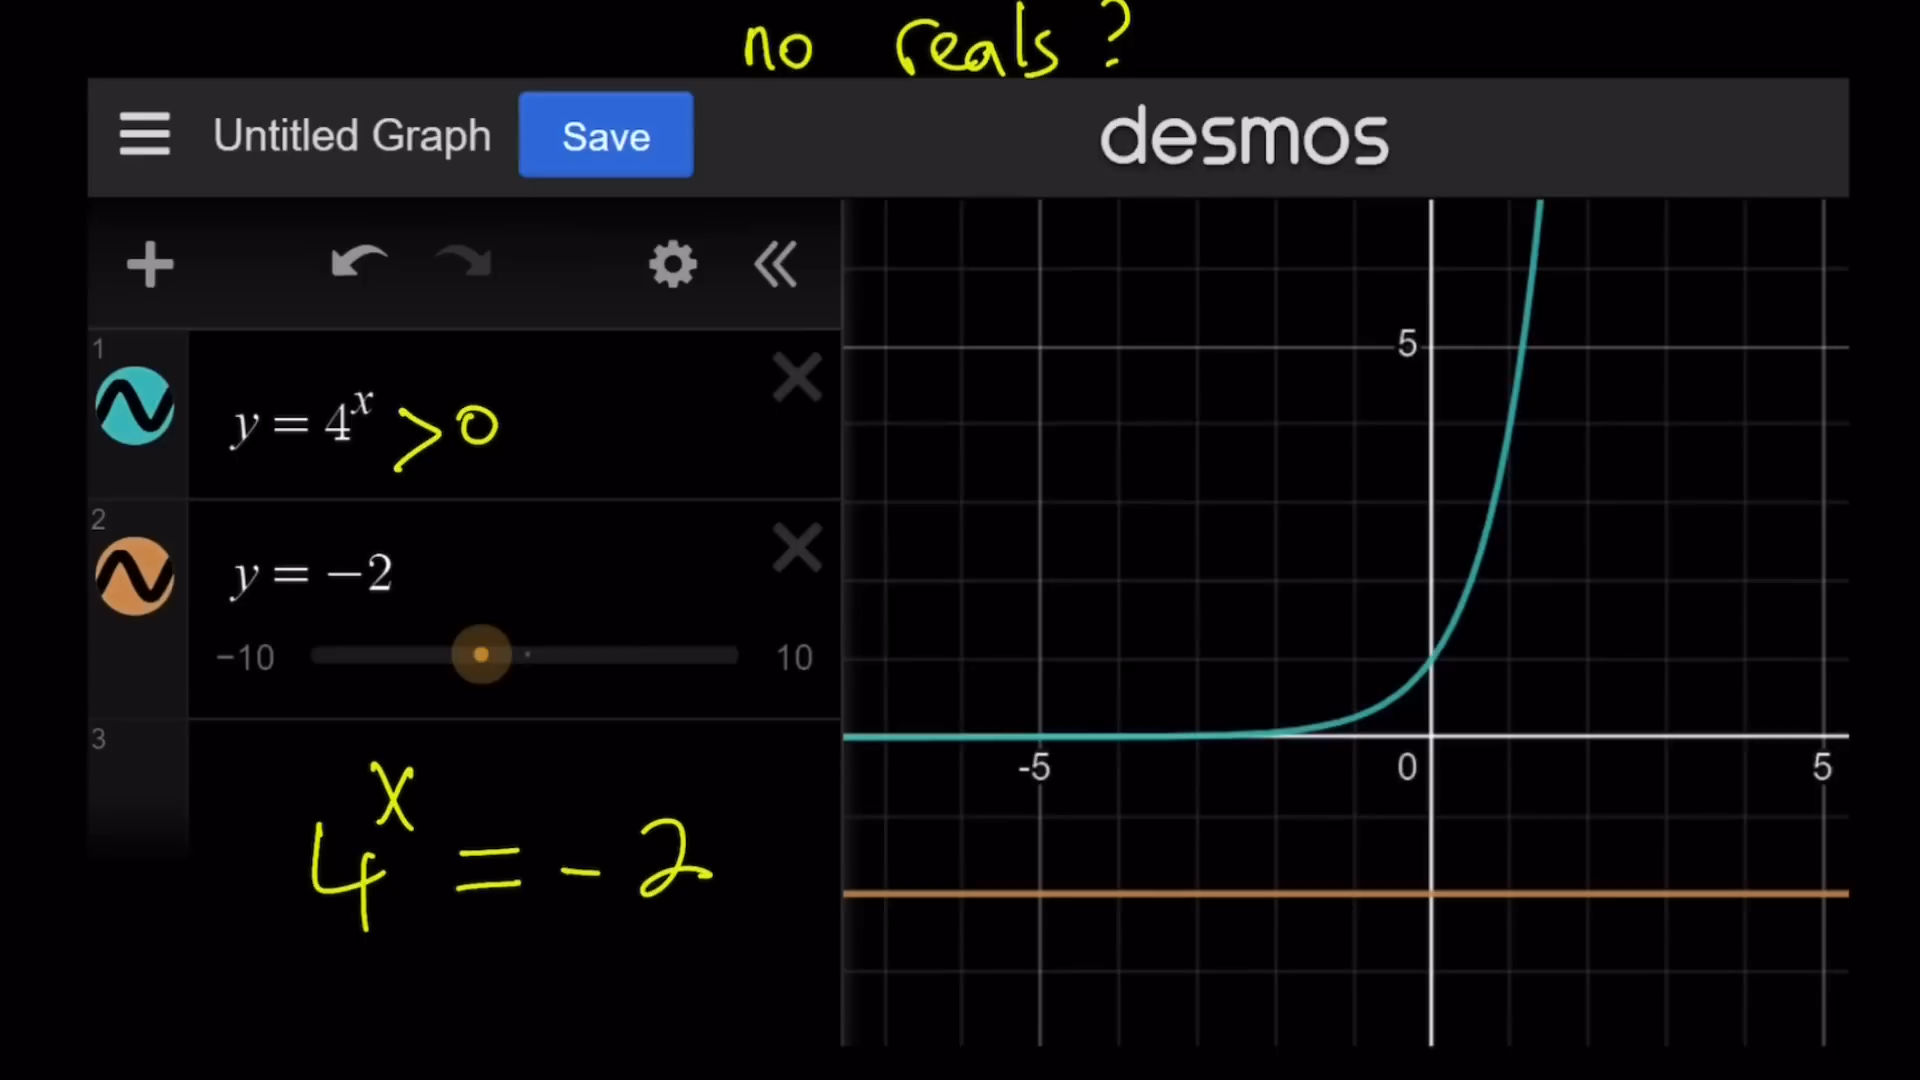 no reals?
Untitled Graph Save desmos
1
y = 4^x >0
2
y = −2
−10 10
3
4^x = -2
5
-5 0 5